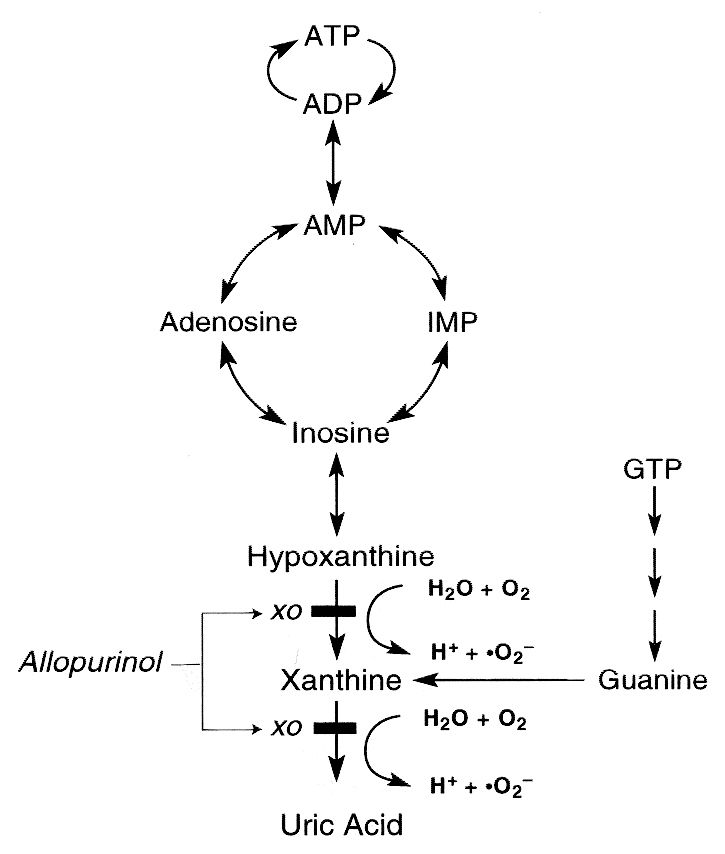 ATP
ADP
AMP
Adenosine
IMP
Inosine
GTP
Hypoxanthine
H₂O + O₂
xo
H⁺ + •O₂⁻
Allopurinol
Xanthine
Guanine
H₂O + O₂
xo
H⁺ + •O₂⁻
Uric Acid